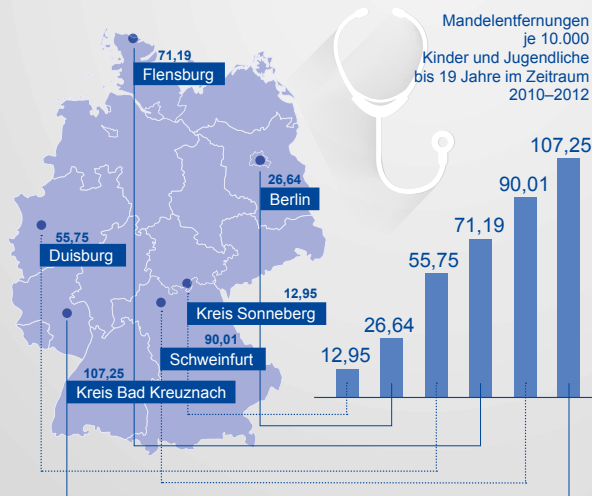 Mandelentfernungen
je 10.000
Kinder und Jugendliche
bis 19 Jahre im Zeitraum
2010–2012
71,19
Flensburg
26,64
Berlin
55,75
Duisburg
12,95
Kreis Sonneberg
90,01
Schweinfurt
107,25
Kreis Bad Kreuznach
12,95
26,64
55,75
71,19
90,01
107,25